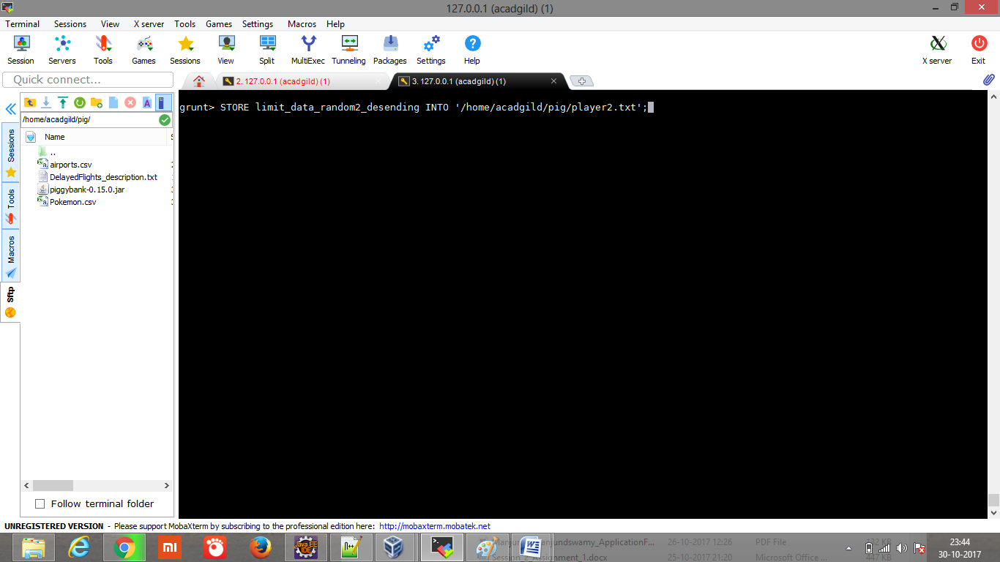 127.0.0.1 (acadgild) (1)
Terminal Sessions View X server Tools Games Settings Macros Help
Session Servers Tools Games Sessions View Split MultiExec Tunneling Packages Settings Help X server Exit
Quick connect...
2. 127.0.0.1 (acadgild) (1)
3. 127.0.0.1 (acadgild) (1)
/home/acadgild/pig/
Name
..
airports.csv
DelayedFlights_description.txt
piggybank-0.15.0.jar
Pokemon.csv
Sessions
Tools
Macros
Sftp
grunt> STORE limit_data_random2_desending INTO '/home/acadgild/pig/player2.txt';
Follow terminal folder
UNREGISTERED VERSION - Please support MobaXterm by subscribing to the professional edition here: http://mobaxterm.mobatek.net
26-10-2017 12:26 PDF File 132 KB
Session_2_Assignment_1.docx 25-10-2017 21:20 Microsoft Office ... 447 KB
23:44
30-10-2017